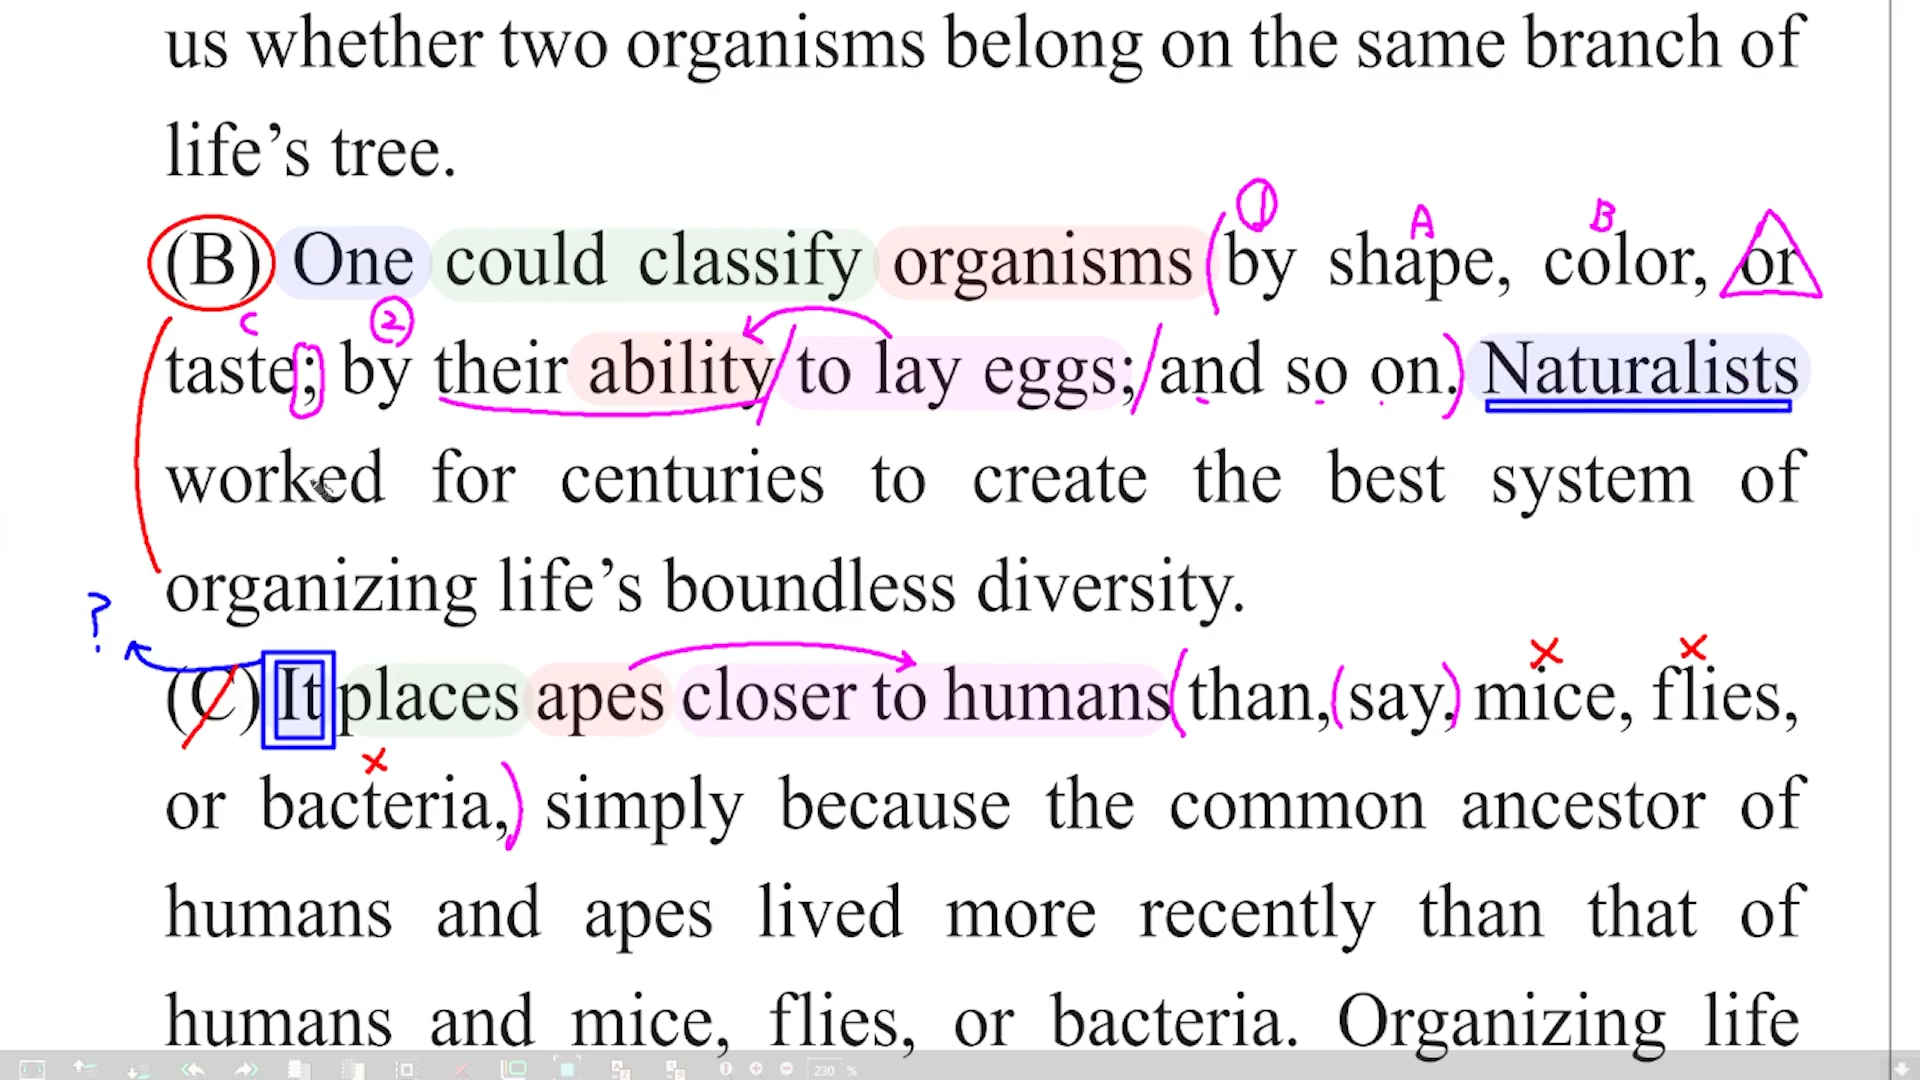 us whether two organisms belong on the same branch of
life’s tree.
① A B
(B) One could classify organisms (by shape, color, or
C ②
taste; by their ability / to lay eggs; / and so on.) Naturalists
worked for centuries to create the best system of
organizing life’s boundless diversity.
?
(C) It places apes closer to humans (than, (say,) mice, flies,
or bacteria,) simply because the common ancestor of
humans and apes lived more recently than that of
humans and mice, flies, or bacteria. Organizing life
230 %